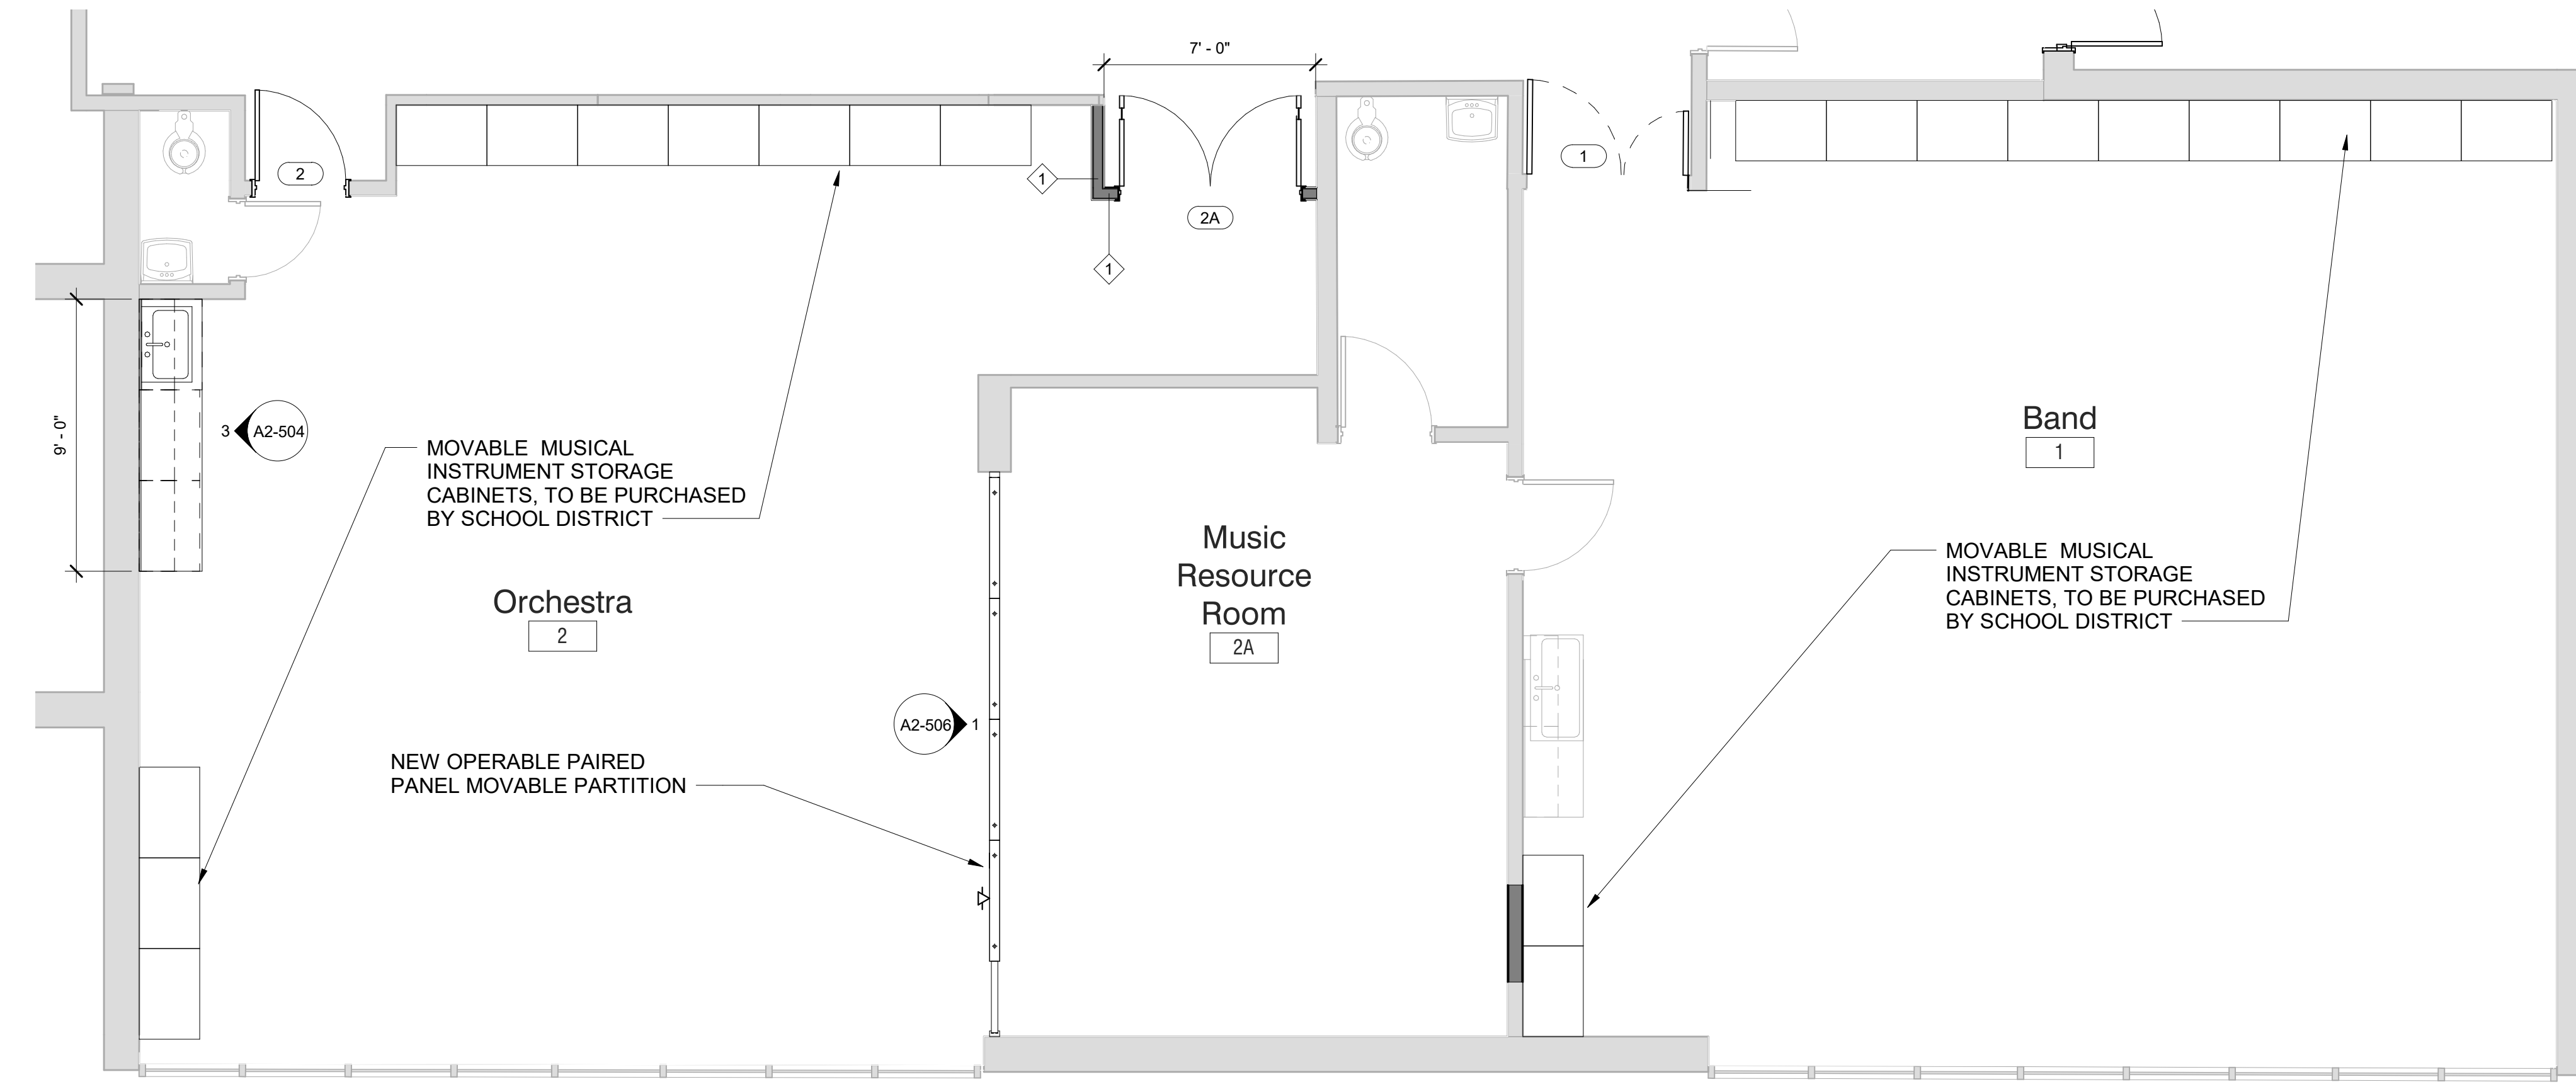 7' - 0"
2
1
1
2A
1
9' - 0"
3
A2-504
MOVABLE MUSICAL
INSTRUMENT STORAGE
CABINETS, TO BE PURCHASED
BY SCHOOL DISTRICT
Orchestra
2
NEW OPERABLE PAIRED
PANEL MOVABLE PARTITION
A2-506
1
Music
Resource
Room
2A
Band
1
MOVABLE MUSICAL
INSTRUMENT STORAGE
CABINETS, TO BE PURCHASED
BY SCHOOL DISTRICT